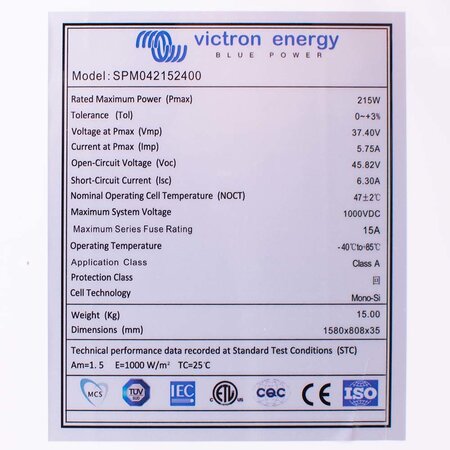 victron energy
BLUE POWER
Model: SPM042152400
Rated Maximum Power (Pmax) 215W
Tolerance (Tol) 0~+3%
Voltage at Pmax (Vmp) 37.40V
Current at Pmax (Imp) 5.75A
Open-Circuit Voltage (Voc) 45.82V
Short-Circuit Current (Isc) 6.30A
Nominal Operating Cell Temperature (NOCT) 47±2℃
Maximum System Voltage 1000VDC
Maximum Series Fuse Rating 15A
Operating Temperature -40℃to-85℃
Application Class Class A
Protection Class
Cell Technology Mono-Si
Weight (Kg) 15.00
Dimensions (mm) 1580x808x35
Technical performance data recorded at Standard Test Conditions (STC)
Am=1.5 E=1000 W/m² TC=25℃
MCS TÜV IEC ETL CQC CE ISO